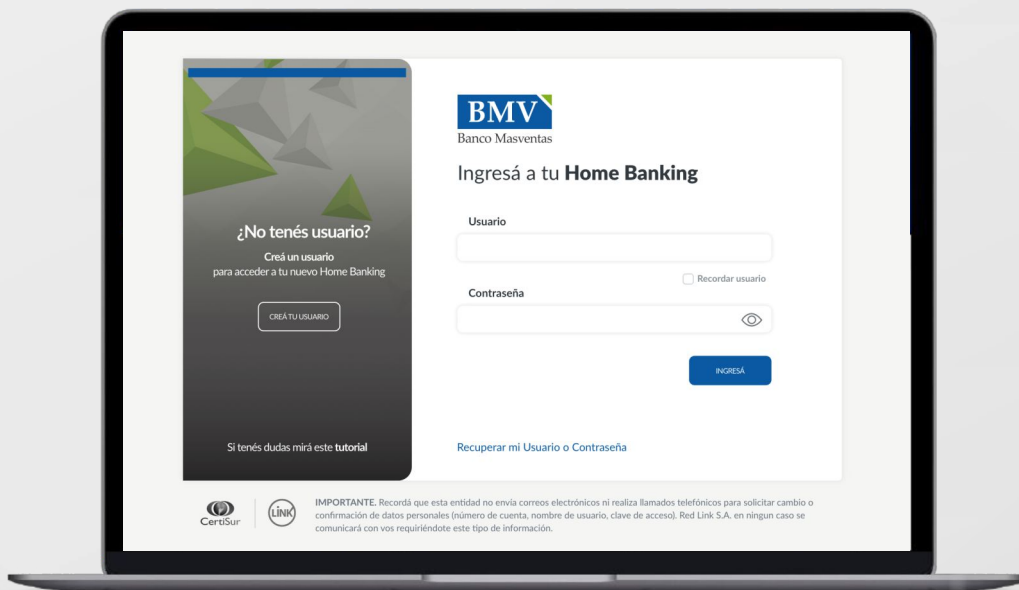 ¿No tenés usuario?
Creá un usuario
para acceder a tu nuevo Home Banking
CREÁ TU USUARIO
Si tenés dudas mirá este tutorial
BMV
Banco Masventas
Ingresá a tu Home Banking
Usuario
Recordar usuario
Contraseña
INGRESÁ
Recuperar mi Usuario o Contraseña
CertiSur
LINK
IMPORTANTE. Recordá que esta entidad no envía correos electrónicos ni realiza llamados telefónicos para solicitar cambio o
confirmación de datos personales (número de cuenta, nombre de usuario, clave de acceso). Red Link S.A. en ningun caso se
comunicará con vos requiriéndote este tipo de información.